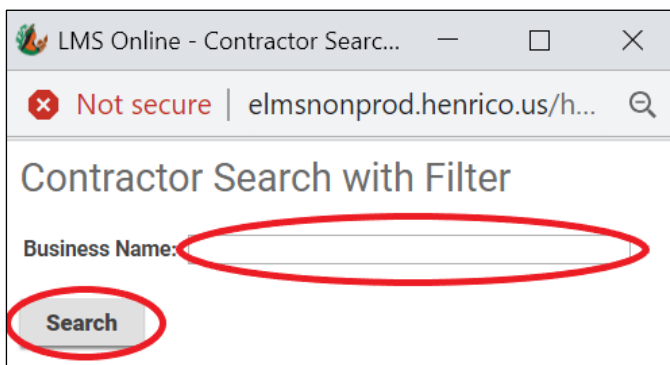 LMS Online - Contractor Searc...
Not secure | elmsnonprod.henrico.us/h...
Contractor Search with Filter
Business Name:
Search